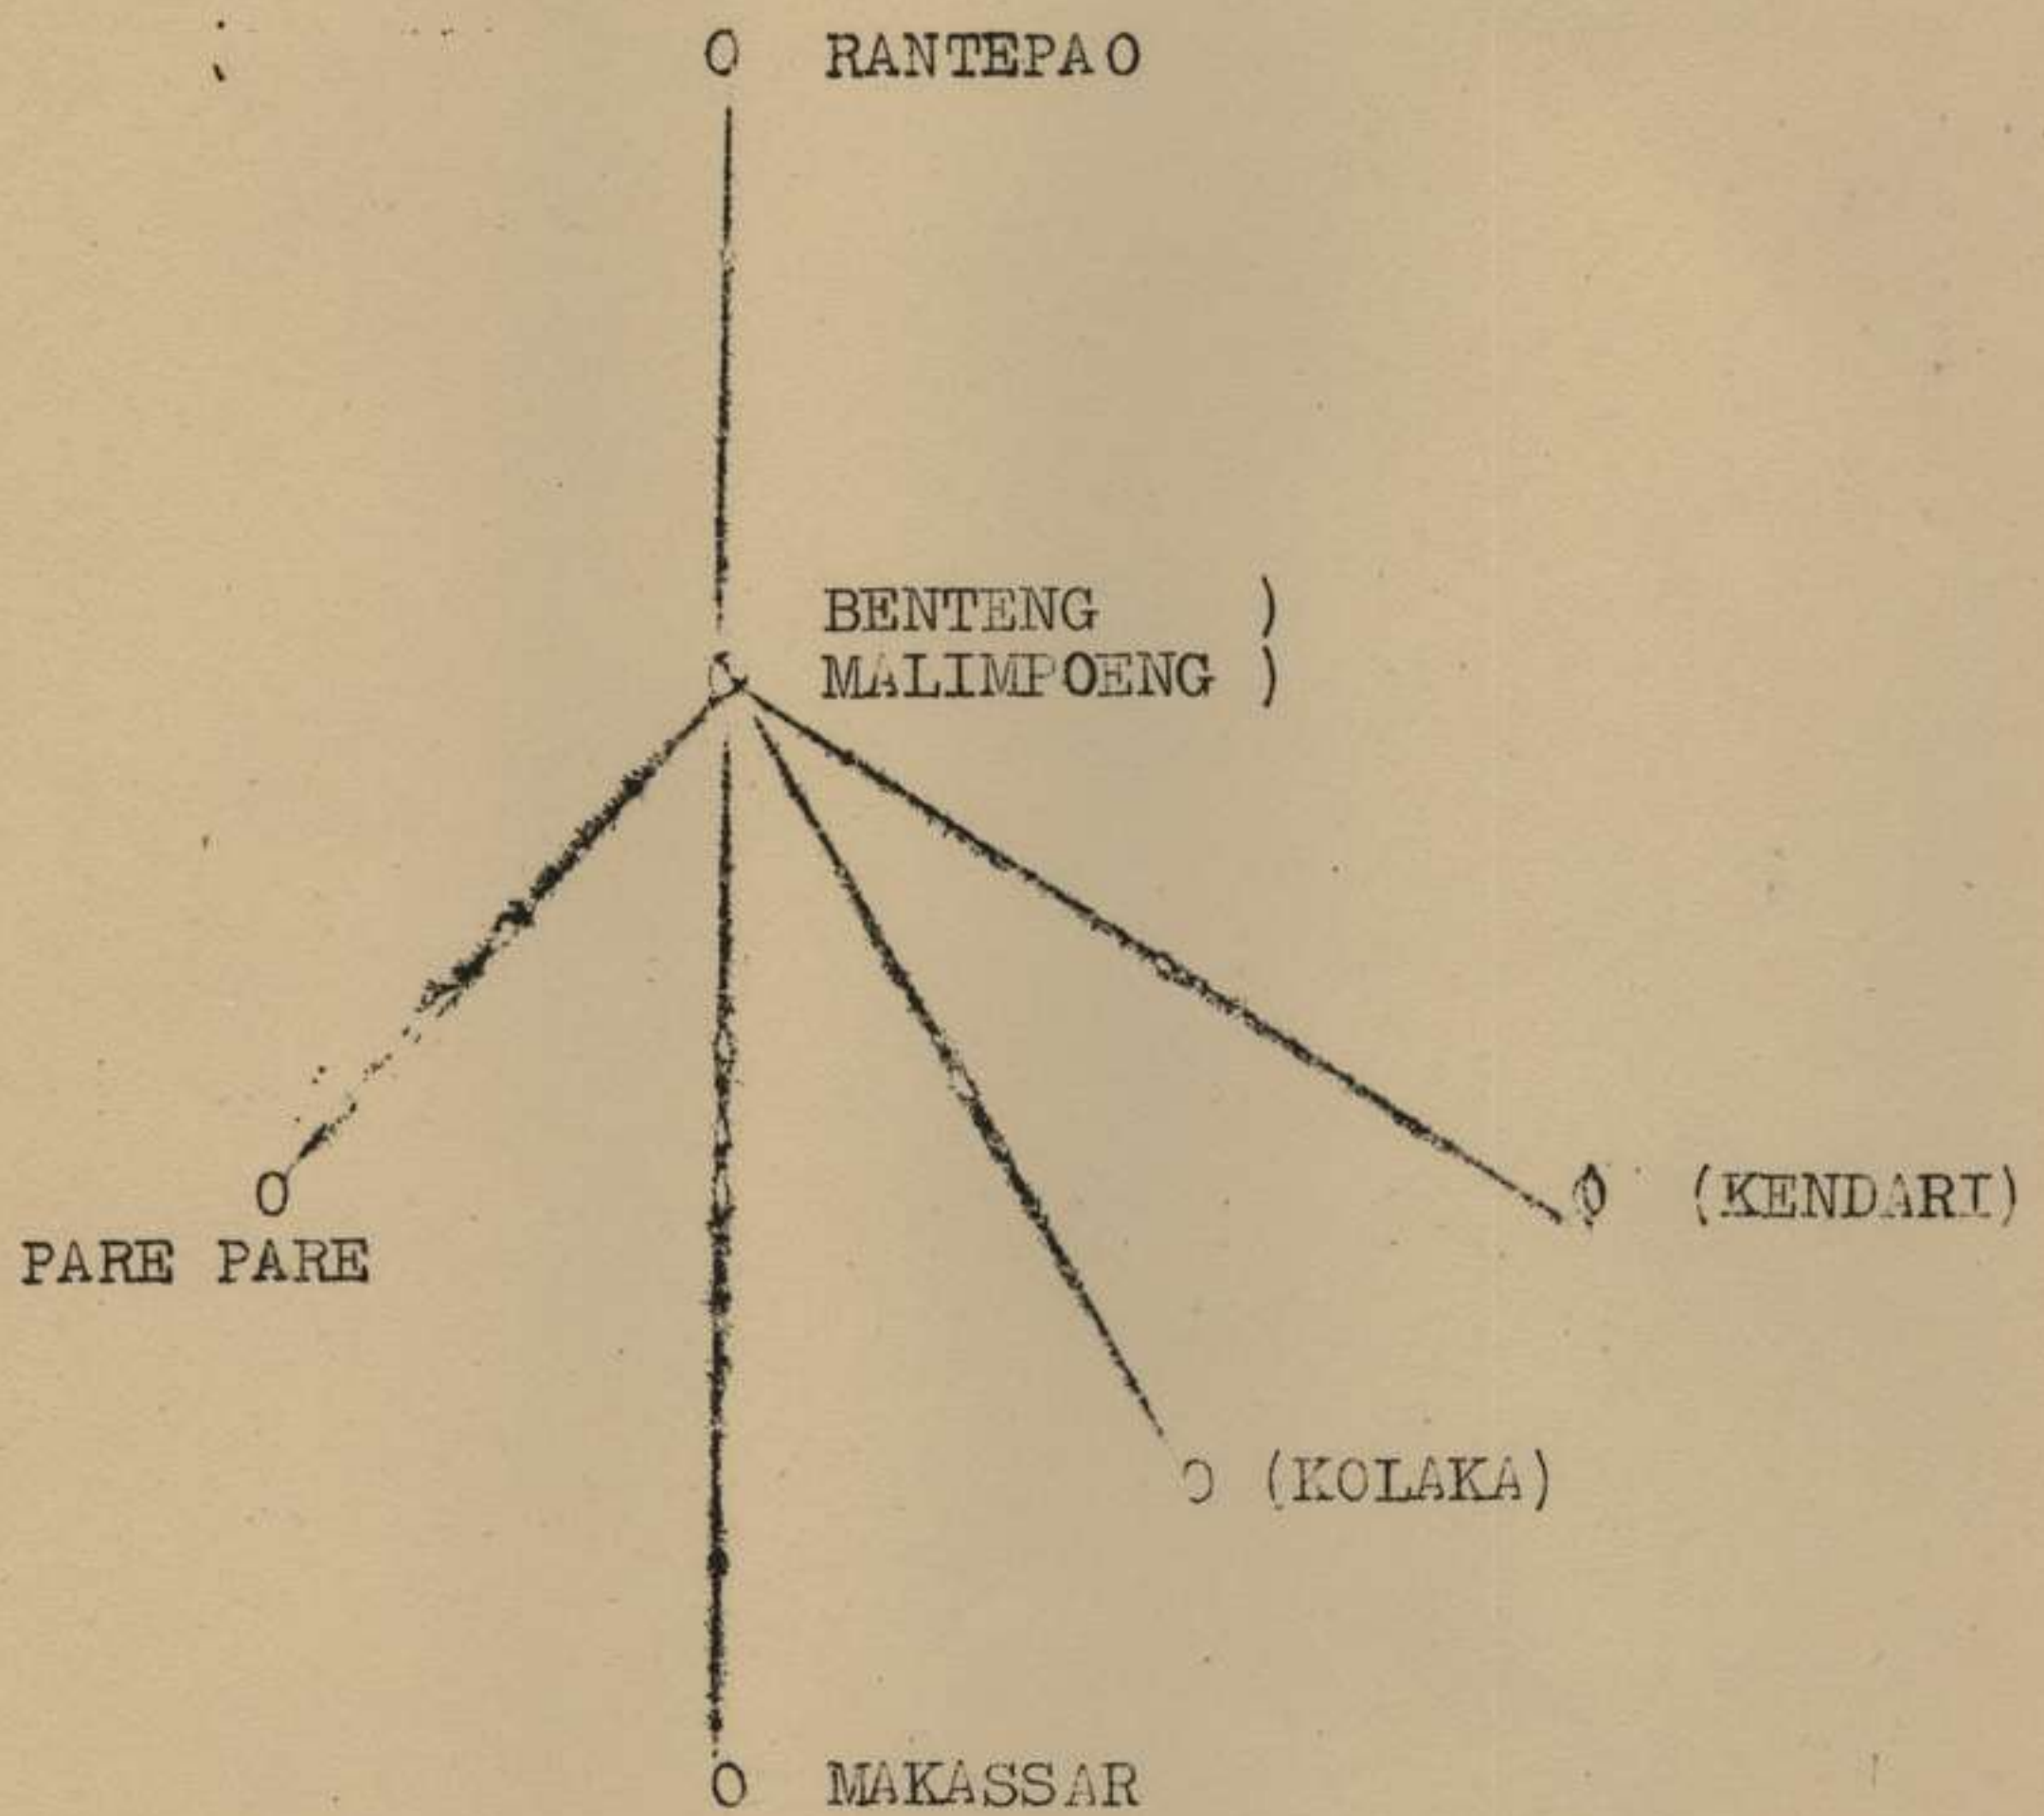 O RANTEPAO
BENTENG )
MALIMPOENG )
O (KENDARI)
O
PARE PARE
O (KOLAKA)
O MAKASSAR